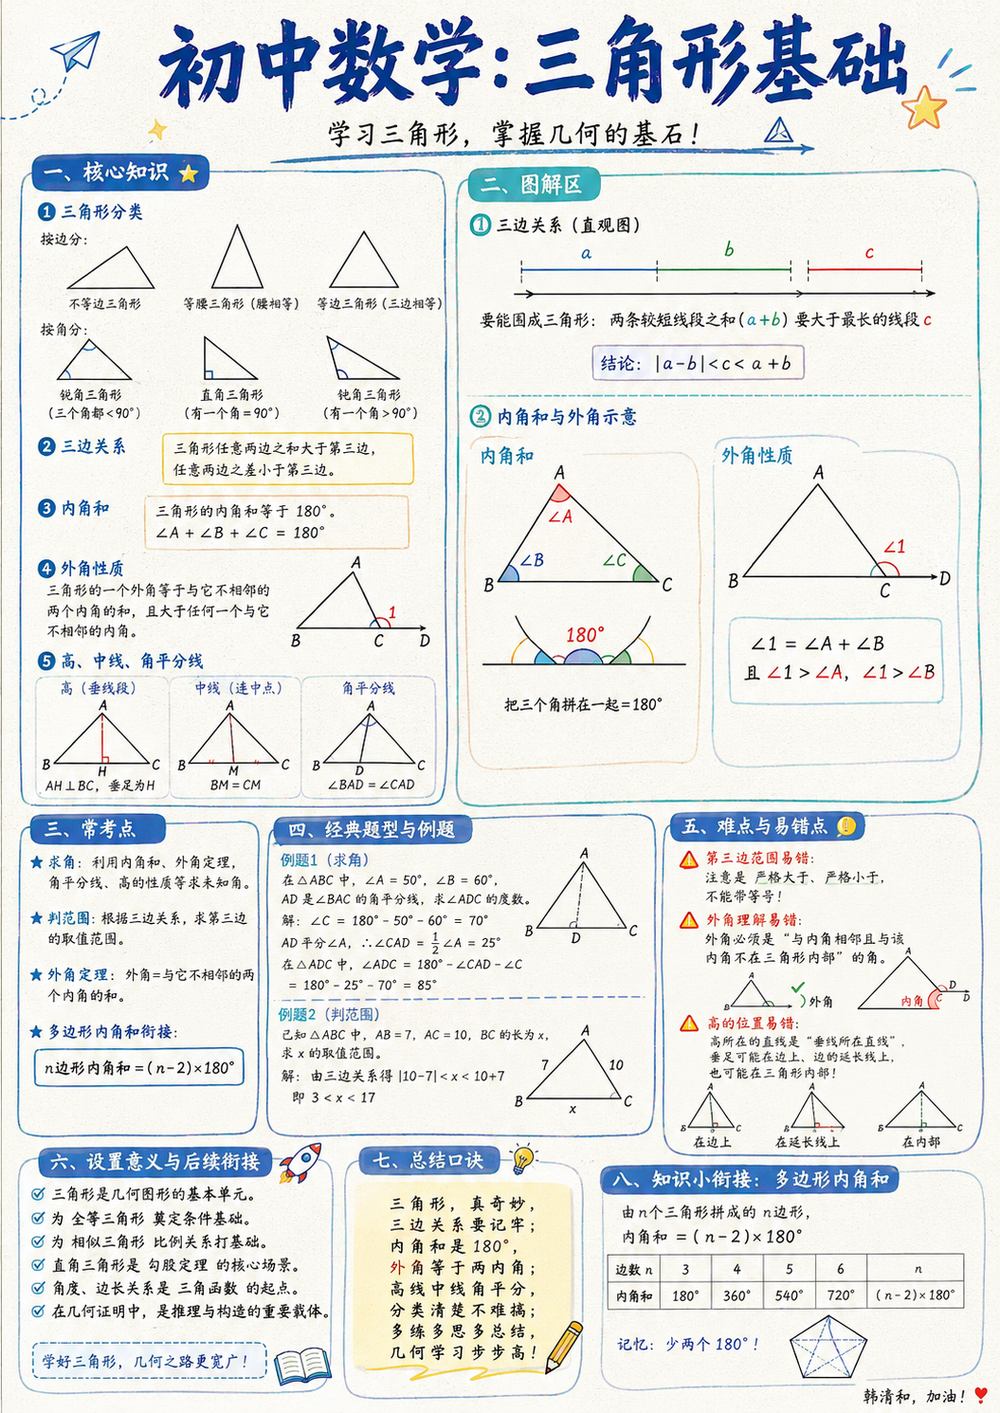 初中数学:三角形基础
学习三角形，掌握几何的基石！
一、核心知识
1 三角形分类
按边分：
不等边三角形 等腰三角形（腰相等） 等边三角形（三边相等）
按角分：
锐角三角形 直角三角形 钝角三角形
（三个角都<90°） （有一个角=90°） （有一个角>90°）
2 三边关系
三角形任意两边之和大于第三边，
任意两边之差小于第三边。
3 内角和
三角形的内角和等于 180°。
∠A + ∠B + ∠C = 180°
4 外角性质
三角形的一个外角等于与它不相邻的
两个内角的和，且大于任何一个与它
不相邻的内角。
A
1
B C D
5 高、中线、角平分线
高（垂线段） 中线（连中点） 角平分线
A A A
B H C B M C B D C
AH⊥BC，垂足为H BM=CM ∠BAD=∠CAD
二、图解区
① 三边关系（直观图）
a b c
要能围成三角形：两条较短线段之和(a+b) 要大于最长的线段 c
结论：|a-b|<c< a+b
② 内角和与外角示意
内角和
A
∠A
∠B ∠C
B C
180°
把三个角拼在一起=180°
外角性质
A
∠1
B C D
∠1 = ∠A + ∠B
且 ∠1 > ∠A，∠1 > ∠B
三、常考点
★ 求角：利用内角和、外角定理，
角平分线、高的性质等求未知角。
★ 判范围：根据三边关系，求第三边
的取值范围。
★ 外角定理：外角=与它不相邻的两
个内角的和。
★ 多边形内角和衔接：
n边形内角和=(n-2)×180°
四、经典题型与例题
例题1（求角）
在△ABC 中，∠A = 50°，∠B = 60°，
AD 是∠BAC 的角平分线，求∠ADC 的度数。
解：∠C = 180° - 50° - 60° = 70°
AD 平分∠A，∴∠CAD = 1/2 ∠A = 25°
在△ADC 中，∠ADC = 180° - ∠CAD - ∠C
= 180° - 25° - 70° = 85°
A
B D C
例题2（判范围）
已知 △ABC 中，AB = 7，AC = 10，BC 的长为 x，
求 x 的取值范围。
解：由三边关系得 |10-7| < x < 10+7
即 3 < x < 17
A
7 10
B x C
五、难点与易错点
第三边范围易错：
注意是 严格大于、严格小于，
不能带等号！
外角理解易错：
外角必须是“与内角相邻且与该
内角不在三角形内部”的角。
A
外角
A
内角 C D
D
高的位置易错：
高所在的直线是“垂线所在直线”，
垂足可能在边上、边的延长线上，
也可能在三角形内部！
A A A
B C B C B C
在边上 在延长线上 在内部
六、设置意义与后续衔接
三角形是几何图形的基本单元。
为 全等三角形 奠定条件基础。
为 相似三角形 比例关系打基础。
直角三角形是 勾股定理 的核心场景。
角度、边长关系是 三角函数 的起点。
在几何证明中，是推理与构造的重要载体。
学好三角形，几何之路更宽广！
七、总结口诀
三角形，真奇妙，
三边关系要记牢；
内角和是 180°，
外角等于两内角；
高线中线角平分，
分类清楚不难搞；
多练多思多总结，
几何学习步步高！
八、知识小衔接：多边形内角和
由n个三角形拼成的 n边形，
内角和 =(n-2)×180°
边数 n 3 4 5 6 n
内角和 180° 360° 540° 720° (n-2)×180°
记忆：少两个 180°！
韩清和，加油！